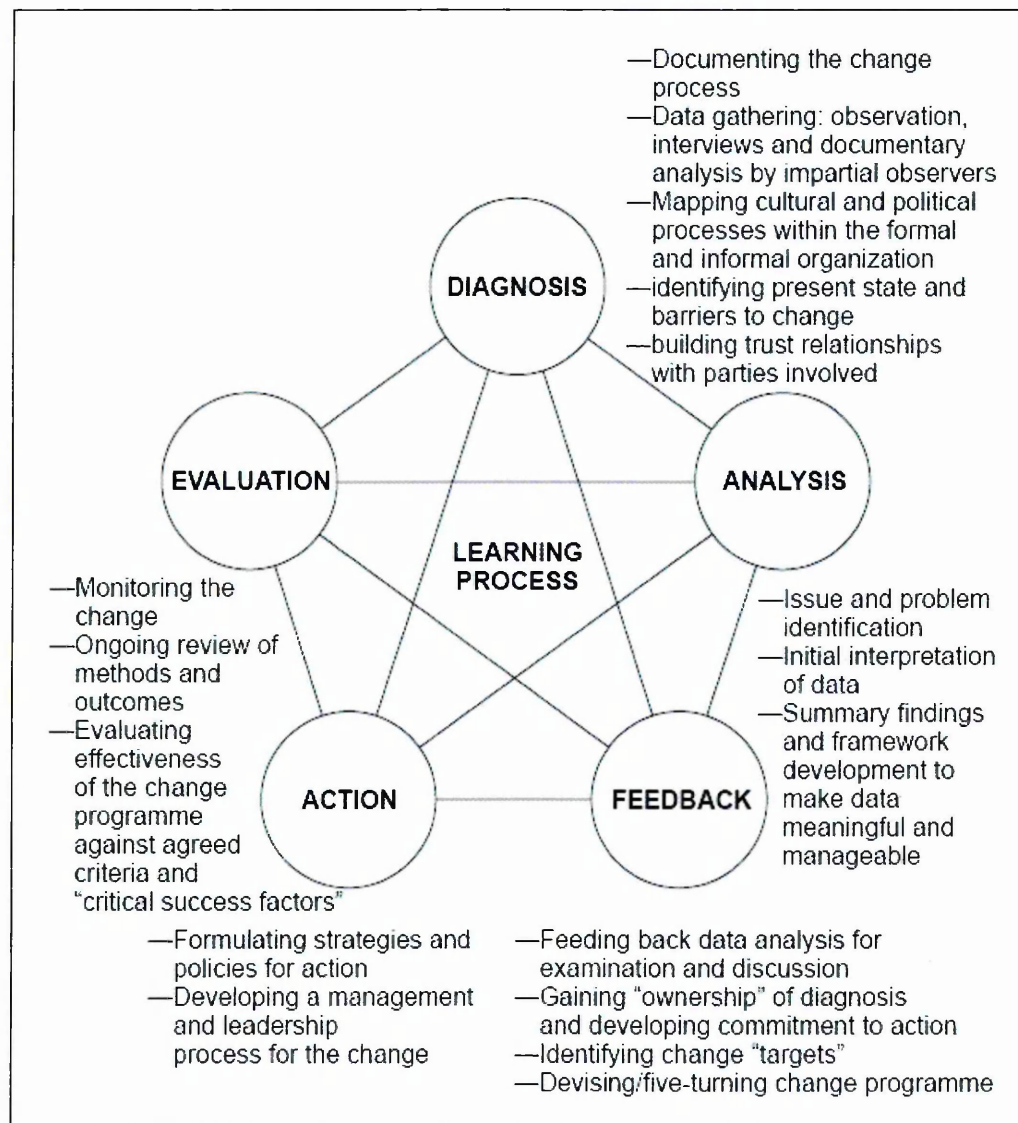 —Documenting the change
process
—Data gathering: observation,
interviews and documentary
analysis by impartial observers
—Mapping cultural and political
processes within the formal
and informal organization
—identifying present state and
barriers to change
—building trust relationships
with parties involved
DIAGNOSIS
EVALUATION
ANALYSIS
LEARNING
PROCESS
—Monitoring the
change
—Ongoing review of
methods and
outcomes
—Evaluating
effectiveness
of the change
programme
against agreed
criteria and
“critical success factors”
—Issue and problem
identification
—Initial interpretation
of data
—Summary findings
and framework
development to
make data
meaningful and
manageable
ACTION
FEEDBACK
—Formulating strategies and
policies for action
—Developing a management
and leadership
process for the change
—Feeding back data analysis for
examination and discussion
—Gaining “ownership” of diagnosis
and developing commitment to action
—Identifying change “targets”
—Devising/five-turning change programme